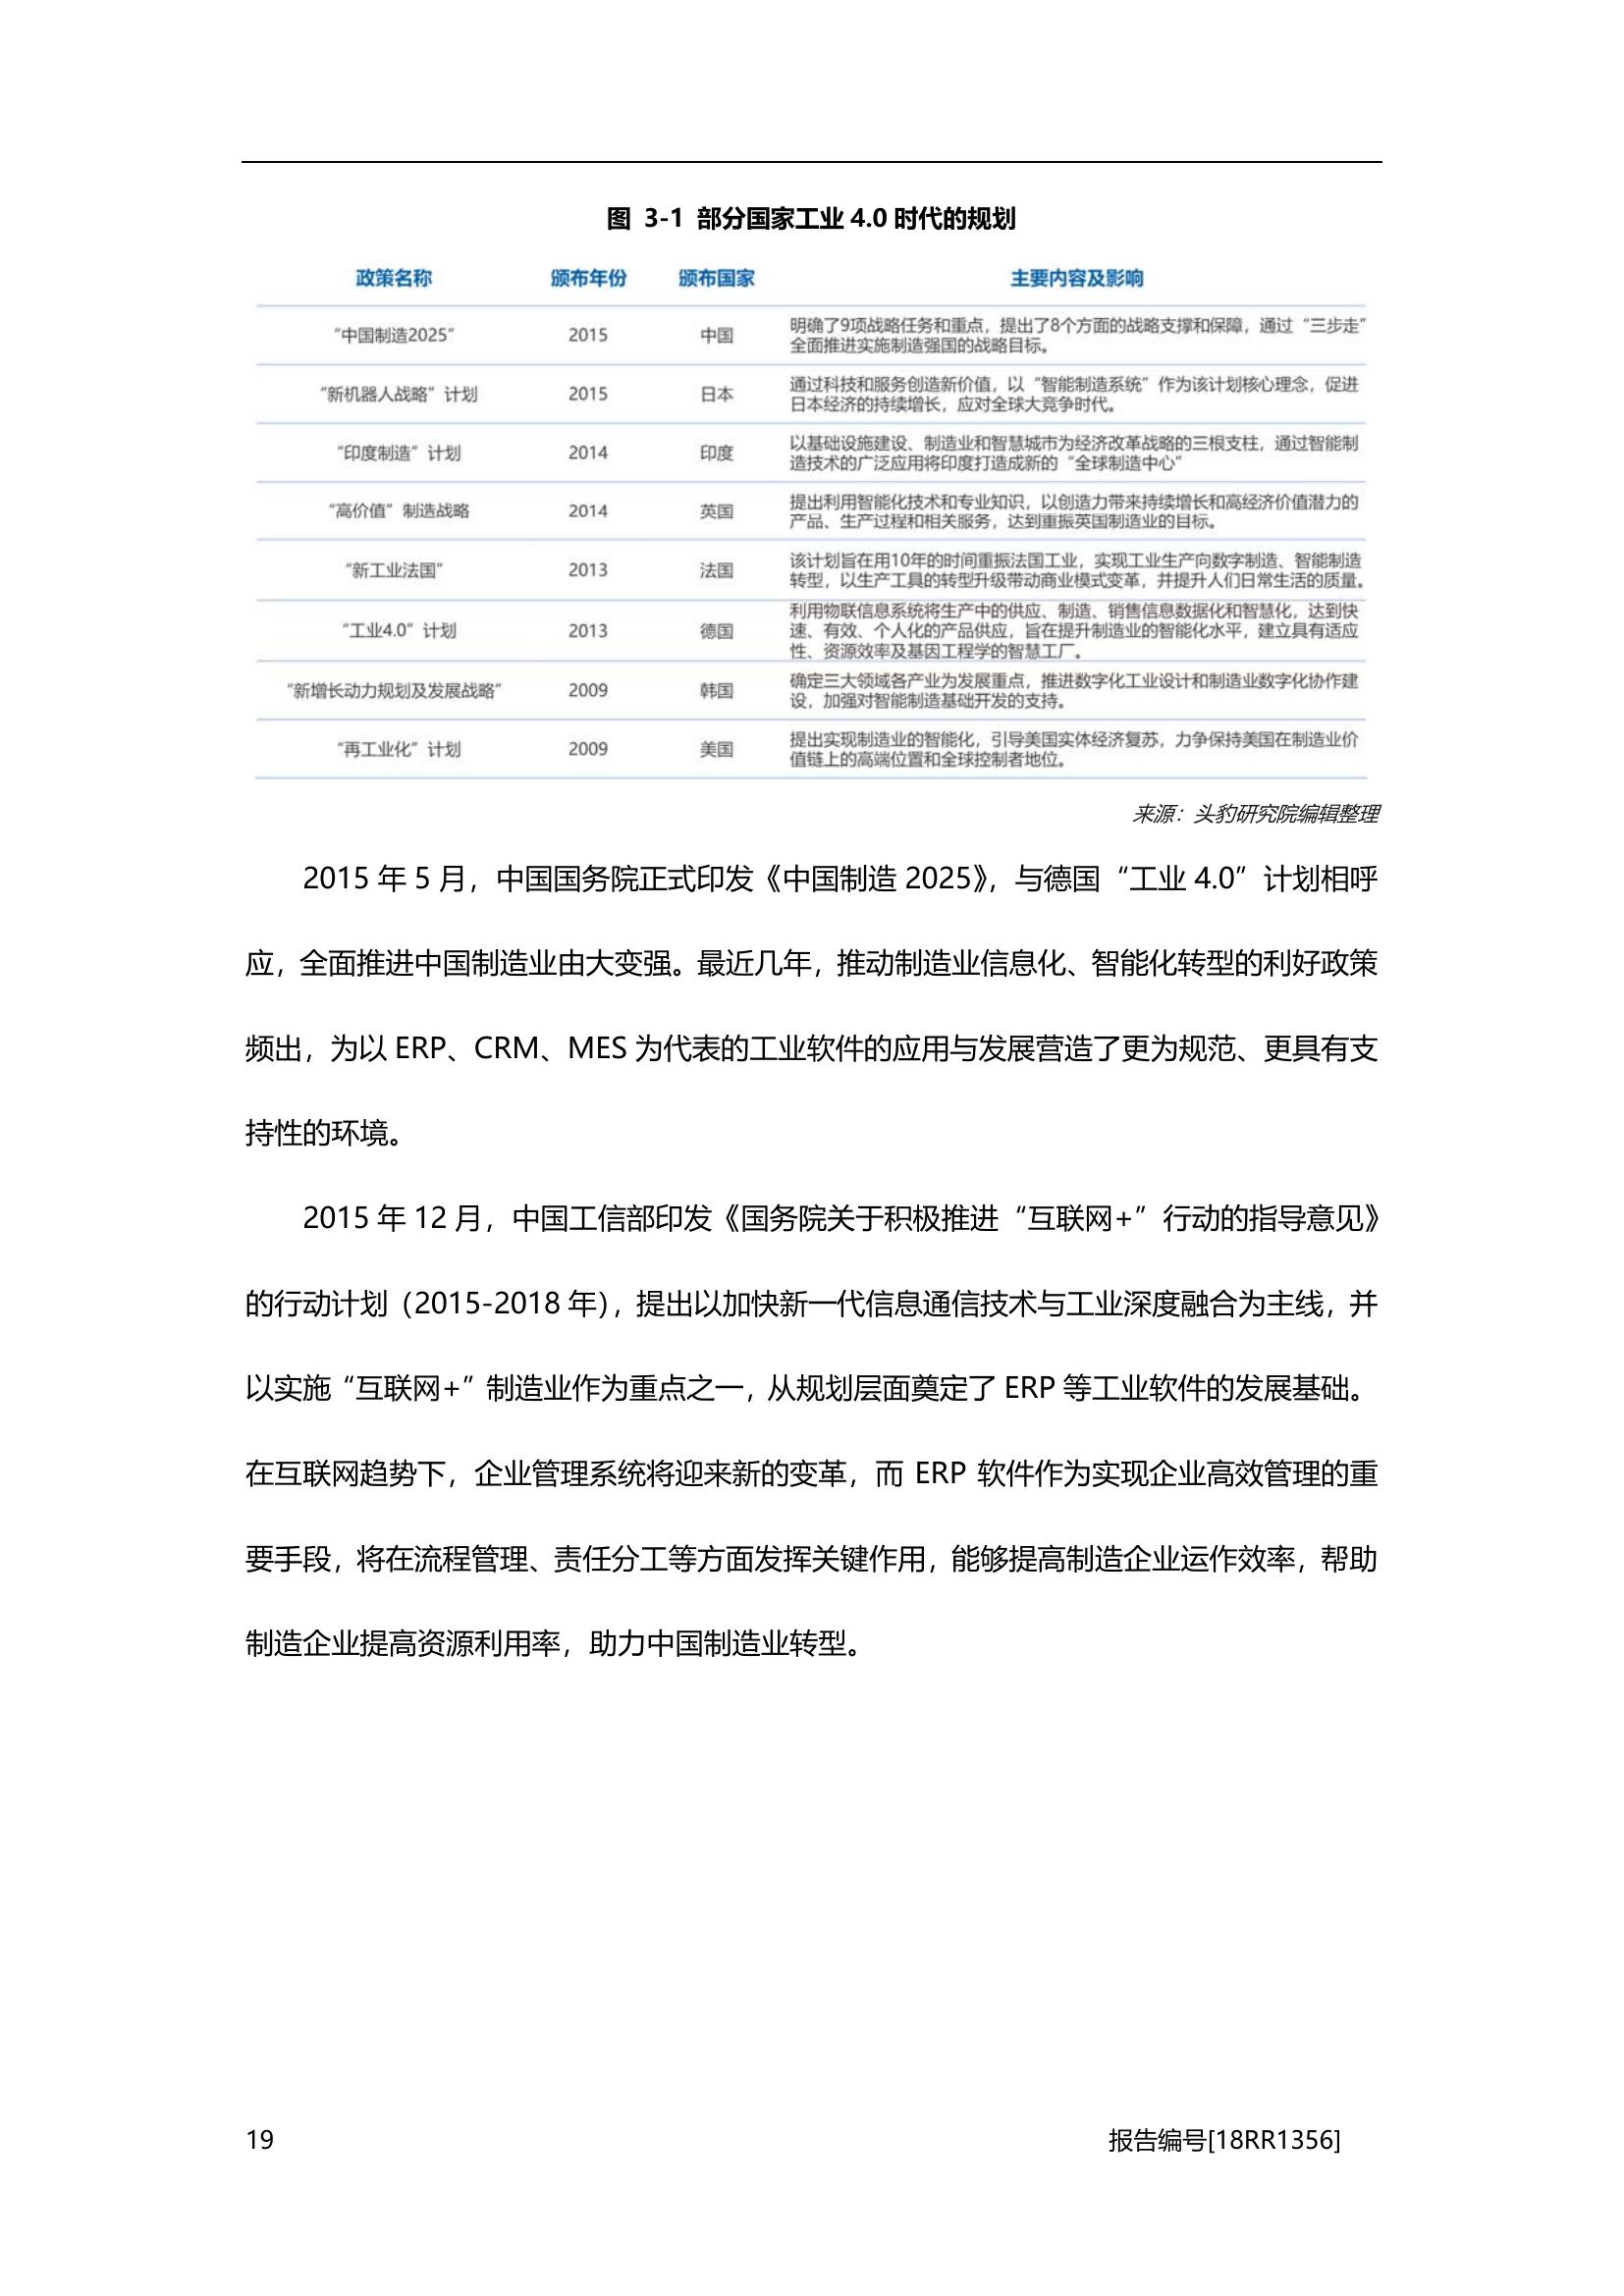 图 3-1 部分国家工业 4.0 时代的规划
政策名称 颁布年份 颁布国家 主要内容及影响
“中国制造2025” 2015 中国 明确了9项战略任务和重点，提出了8个方面的战略支撑和保障，通过“三步走”
全面推进实施制造强国的战略目标。
“新机器人战略”计划 2015 日本 通过科技和服务创造新价值，以“智能制造系统”作为该计划核心理念，促进
日本经济的持续增长，应对全球大竞争时代。
“印度制造”计划 2014 印度 以基础设施建设、制造业和智慧城市为经济改革战略的三根支柱，通过智能制
造技术的广泛应用将印度打造成新的“全球制造中心”
“高价值”制造战略 2014 英国 提出利用智能化技术和专业知识，以创造力带来持续增长和高经济价值潜力的
产品、生产过程和相关服务，达到重振英国制造业的目标。
“新工业法国” 2013 法国 该计划旨在用10年的时间重振法国工业，实现工业生产向数字制造、智能制造
转型，以生产工具的转型升级带动商业模式变革，并提升人们日常生活的质量。
“工业4.0”计划 2013 德国 利用物联信息系统将生产中的供应、制造、销售信息数据化和智慧化，达到快
速、有效、个人化的产品供应，旨在提升制造业的智能化水平，建立具有适应
性、资源效率及基因工程学的智慧工厂。
“新增长动力规划及发展战略” 2009 韩国 确定三大领域各产业为发展重点，推进数字化工业设计和制造业数字化协作建
设，加强对智能制造基础开发的支持。
“再工业化”计划 2009 美国 提出实现制造业的智能化，引导美国实体经济复苏，力争保持美国在制造业价
值链上的高端位置和全球控制者地位。
来源：头豹研究院编辑整理
2015 年 5 月，中国国务院正式印发《中国制造 2025》，与德国“工业 4.0”计划相呼
应，全面推进中国制造业由大变强。最近几年，推动制造业信息化、智能化转型的利好政策
频出，为以 ERP、CRM、MES 为代表的工业软件的应用与发展营造了更为规范、更具有支
持性的环境。
2015 年 12 月，中国工信部印发《国务院关于积极推进“互联网+”行动的指导意见》
的行动计划（2015-2018 年），提出以加快新一代信息通信技术与工业深度融合为主线，并
以实施“互联网+”制造业作为重点之一，从规划层面奠定了 ERP 等工业软件的发展基础。
在互联网趋势下，企业管理系统将迎来新的变革，而 ERP 软件作为实现企业高效管理的重
要手段，将在流程管理、责任分工等方面发挥关键作用，能够提高制造企业运作效率，帮助
制造企业提高资源利用率，助力中国制造业转型。
19 报告编号[18RR1356]